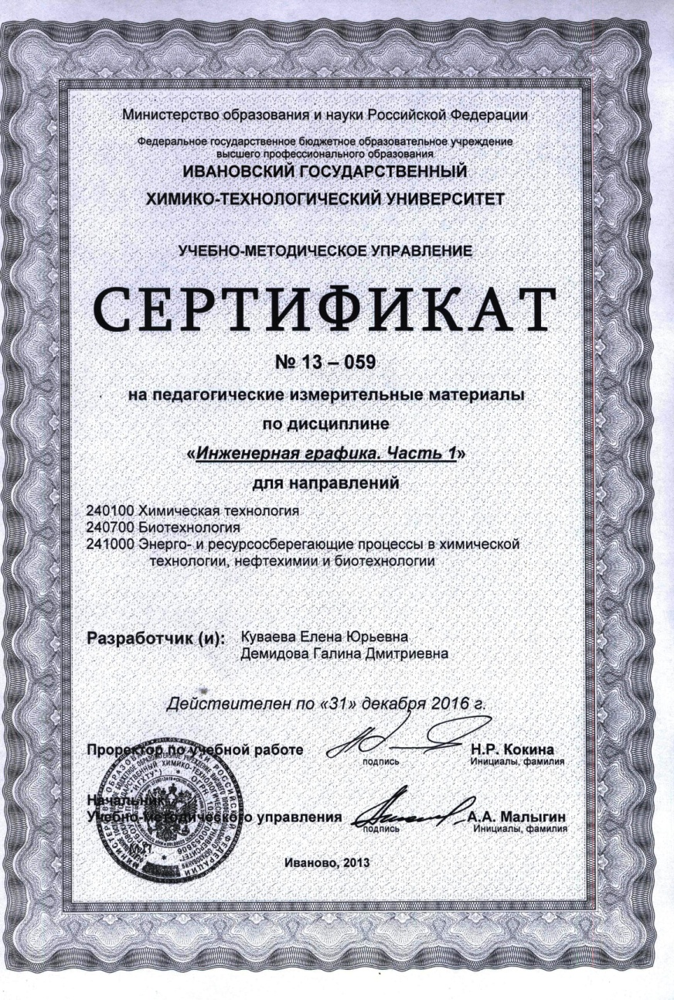 Министерство образования и науки Российской Федерации
Федеральное государственное бюджетное образовательное учреждение
высшего профессионального образования
ИВАНОВСКИЙ ГОСУДАРСТВЕННЫЙ
ХИМИКО-ТЕХНОЛОГИЧЕСКИЙ УНИВЕРСИТЕТ
УЧЕБНО-МЕТОДИЧЕСКОЕ УПРАВЛЕНИЕ
СЕРТИФИКАТ
№ 13 – 059
на педагогические измерительные материалы
по дисциплине
«Инженерная графика. Часть 1»
для направлений
240100 Химическая технология
240700 Биотехнология
241000 Энерго- и ресурсосберегающие процессы в химической
технологии, нефтехимии и биотехнологии
Разработчик (и): Куваева Елена Юрьевна
Демидова Галина Дмитриевна
Действителен по «31» декабря 2016 г.
Проректор по учебной работе Н.Р. Кокина
подпись Инициалы, фамилия
Начальник
Учебно-методического управления А.А. Малыгин
подпись Инициалы, фамилия
М.П.
Иваново, 2013